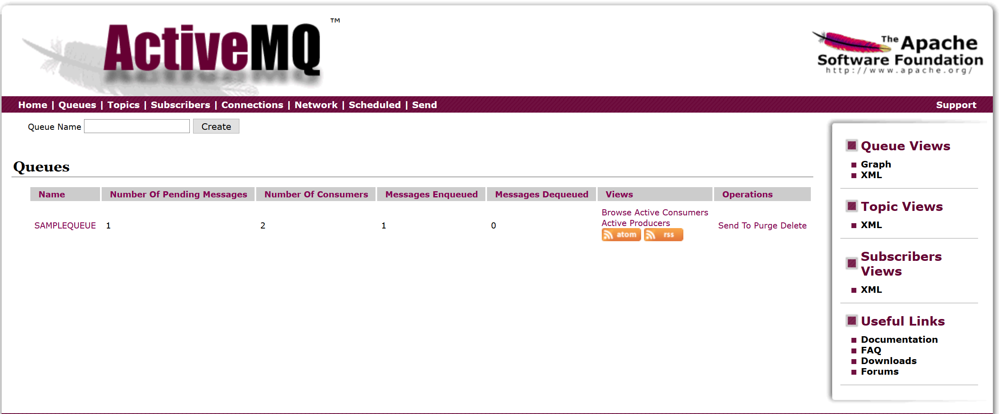 ActiveMQ ™
The Apache
Software Foundation
http://www.apache.org/
Home | Queues | Topics | Subscribers | Connections | Network | Scheduled | Send
Support
Queue Name Create
Queues
Name Number Of Pending Messages Number Of Consumers Messages Enqueued Messages Dequeued Views Operations
SAMPLEQUEUE 1 2 1 0
Browse Active Consumers
Active Producers
atom rss
Send To Purge Delete
Queue Views
Graph
XML
Topic Views
XML
Subscribers
Views
XML
Useful Links
Documentation
FAQ
Downloads
Forums